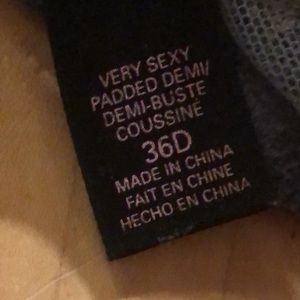 VERY SEXY
PADDED DEMI/
DEMI-BUSTE
COUSSINÉ
36D
MADE IN CHINA
FAIT EN CHINE
HECHO EN CHINA